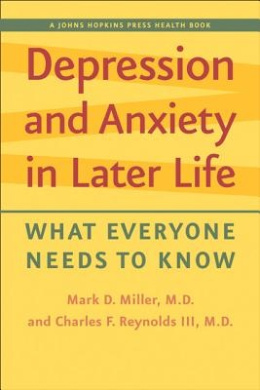 A JOHNS HOPKINS PRESS HEALTH BOOK
Depression
and Anxiety
in Later Life
WHAT EVERYONE
NEEDS TO KNOW
Mark D. Miller, M.D.
and Charles F. Reynolds III, M.D.